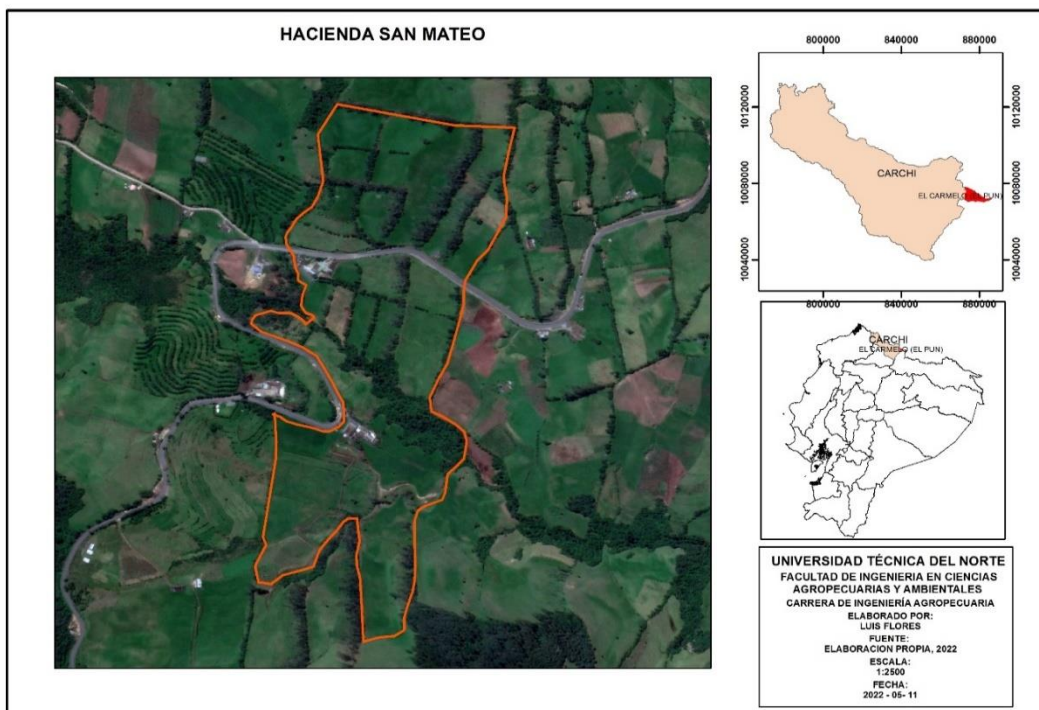 HACIENDA SAN MATEO
800000 840000 880000
10120000 10120000
CARCHI
10080000 10080000
EL CARMELO (EL PUN)
10040000 10040000
800000 840000 880000
CARCHI
EL CARMELO (EL PUN)
UNIVERSIDAD TÉCNICA DEL NORTE
FACULTAD DE INGENIERIA EN CIENCIAS
AGROPECUARIAS Y AMBIENTALES
CARRERA DE INGENIERÍA AGROPECUARIA
ELABORADO POR:
LUIS FLORES
FUENTE:
ELABORACION PROPIA, 2022
ESCALA:
1:2500
FECHA:
2022 - 05- 11